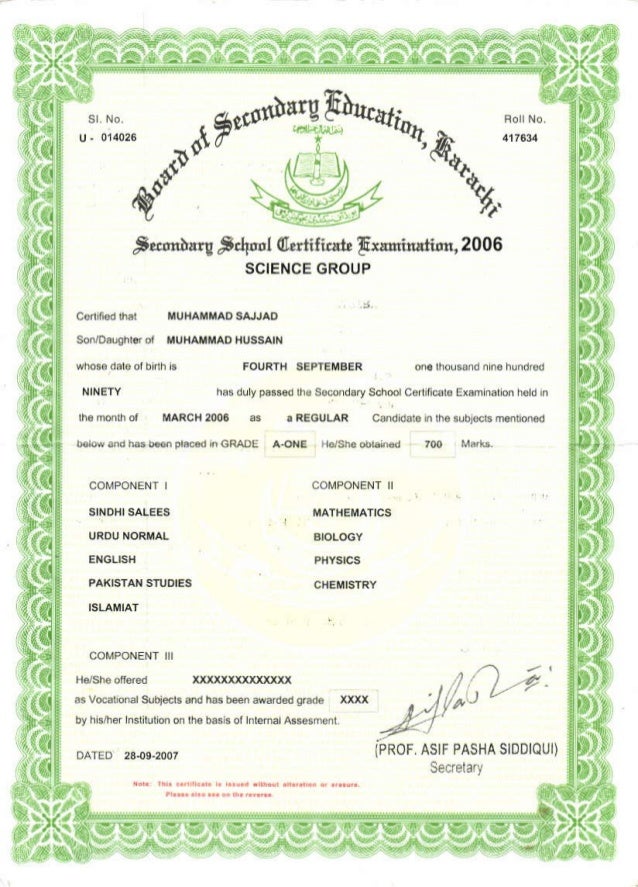 Sl. No.
U - 014026
Roll No.
417634
Board of Secondary Education, Karachi
Secondary School Certificate Examination, 2006
SCIENCE GROUP
Certified that MUHAMMAD SAJJAD
Son/Daughter of MUHAMMAD HUSSAIN
whose date of birth is FOURTH SEPTEMBER one thousand nine hundred
NINETY has duly passed the Secondary School Certificate Examination held in
the month of MARCH 2006 as a REGULAR Candidate in the subjects mentioned
below and has been placed in GRADE A-ONE He/She obtained 700 Marks.
COMPONENT I COMPONENT II
SINDHI SALEES MATHEMATICS
URDU NORMAL BIOLOGY
ENGLISH PHYSICS
PAKISTAN STUDIES CHEMISTRY
ISLAMIAT
COMPONENT III
He/She offered XXXXXXXXXXXXXX
as Vocational Subjects and has been awarded grade XXXX
by his/her Institution on the basis of Internal Assesment.
DATED 28-09-2007
(PROF. ASIF PASHA SIDDIQUI)
Secretary
Note: This certificate is issued without alteration or erasure.
Please also see on the reverse.